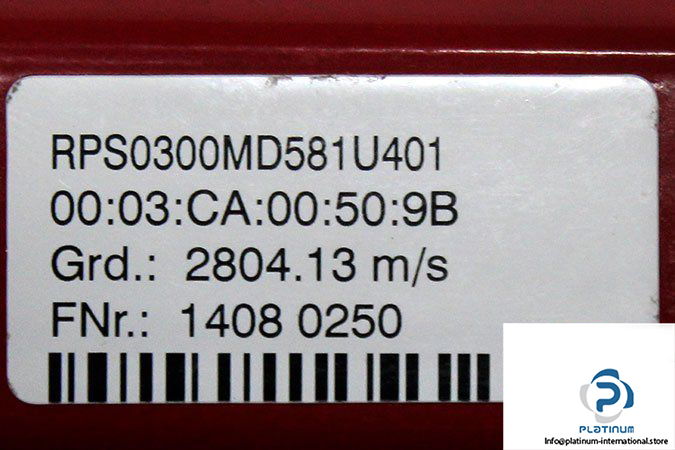 RPS0300MD581U401
00:03:CA:00:50:9B
Grd.: 2804.13 m/s
FNr.: 1408 0250
PLATINUM
Info@platinum-international.store